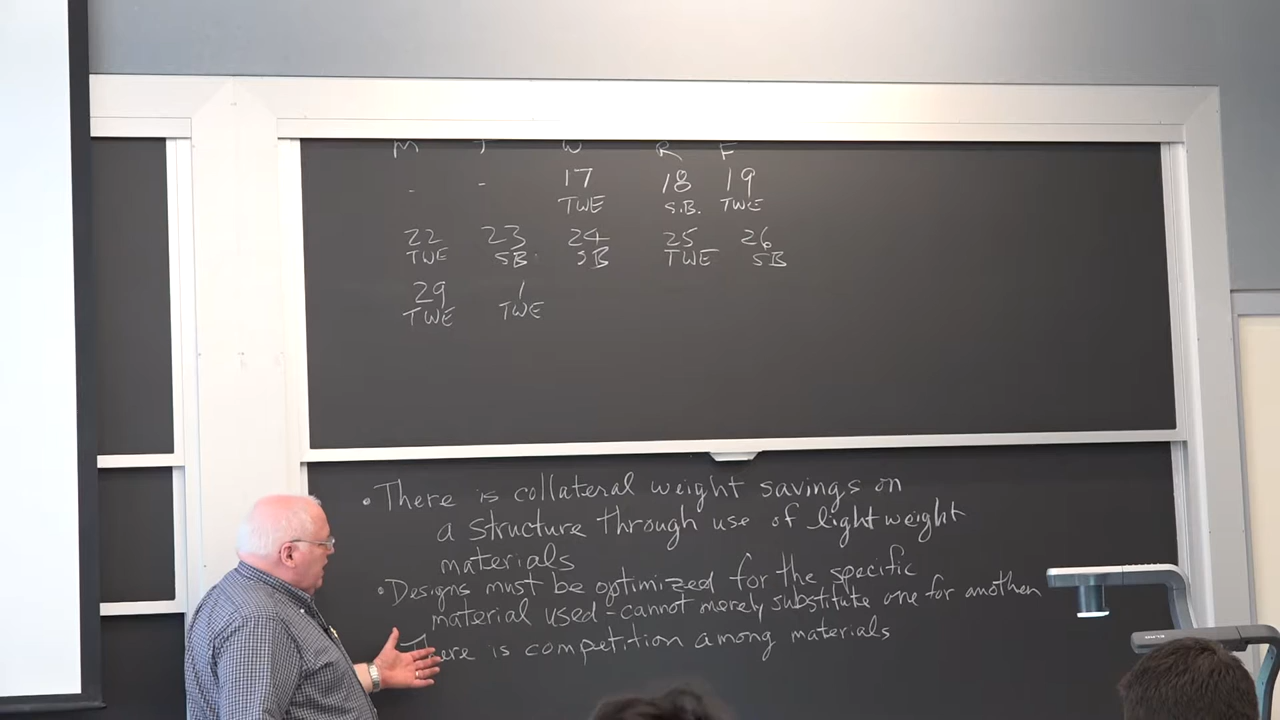 M T W R F
- - 17 18 19
TWE S.B. TWE
22 23 24 25 26
TWE SB SB TWE SB
29 1
TWE TWE
• There is collateral weight savings on
a structure through use of lightweight
materials
• Designs must be optimized for the specific
material used - cannot merely substitute one for another
There is competition among materials